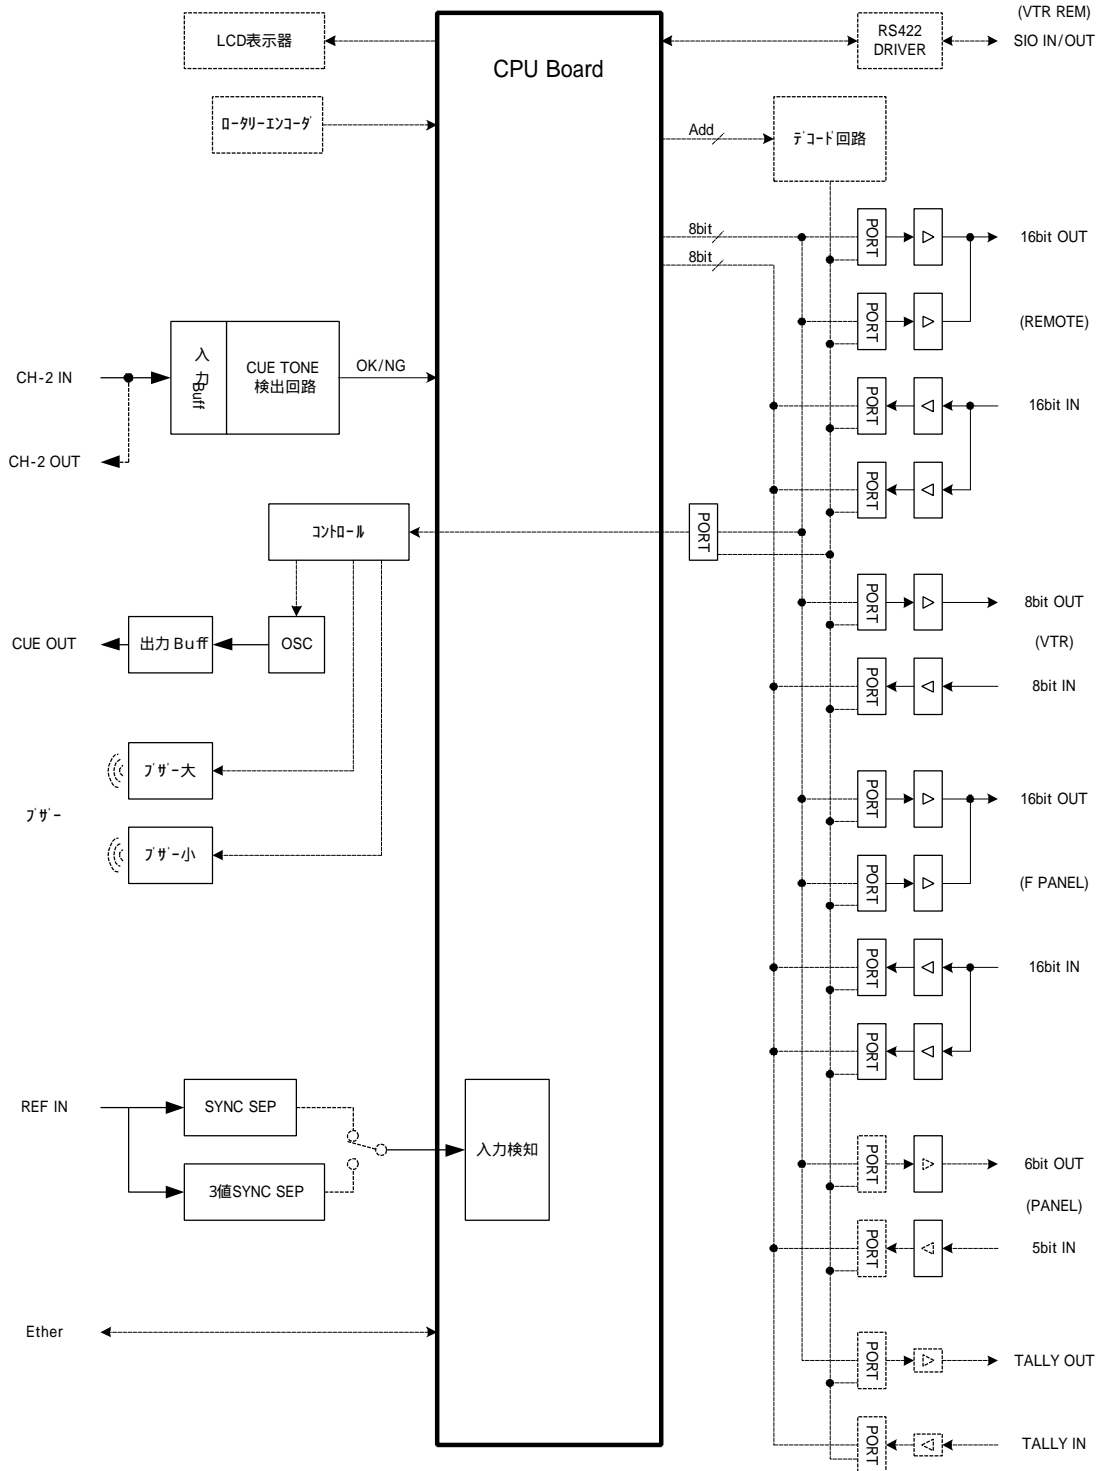 (VTR REM)
LCD表示器
RS422
DRIVER
SIO IN/OUT
CPU Board
ﾛｰﾀﾘｰｴﾝｺｰﾀﾞ
Add
ﾃﾞｺｰﾄﾞ回路
8bit
PORT
16bit OUT
8bit
PORT
(REMOTE)
入力Buff
CUE TONE
検出回路
OK/NG
CH-2 IN
PORT
16bit IN
CH-2 OUT
PORT
ｺﾝﾄﾛｰﾙ
PORT
PORT
8bit OUT
CUE OUT
出力Buff
OSC
(VTR)
PORT
8bit IN
ﾌﾞｻﾞｰ大
PORT
16bit OUT
ﾌﾞｻﾞｰ
ﾌﾞｻﾞｰ小
PORT
(F PANEL)
PORT
16bit IN
PORT
REF IN
SYNC SEP
入力検知
3値SYNC SEP
PORT
6bit OUT
(PANEL)
PORT
5bit IN
Ether
PORT
TALLY OUT
PORT
TALLY IN